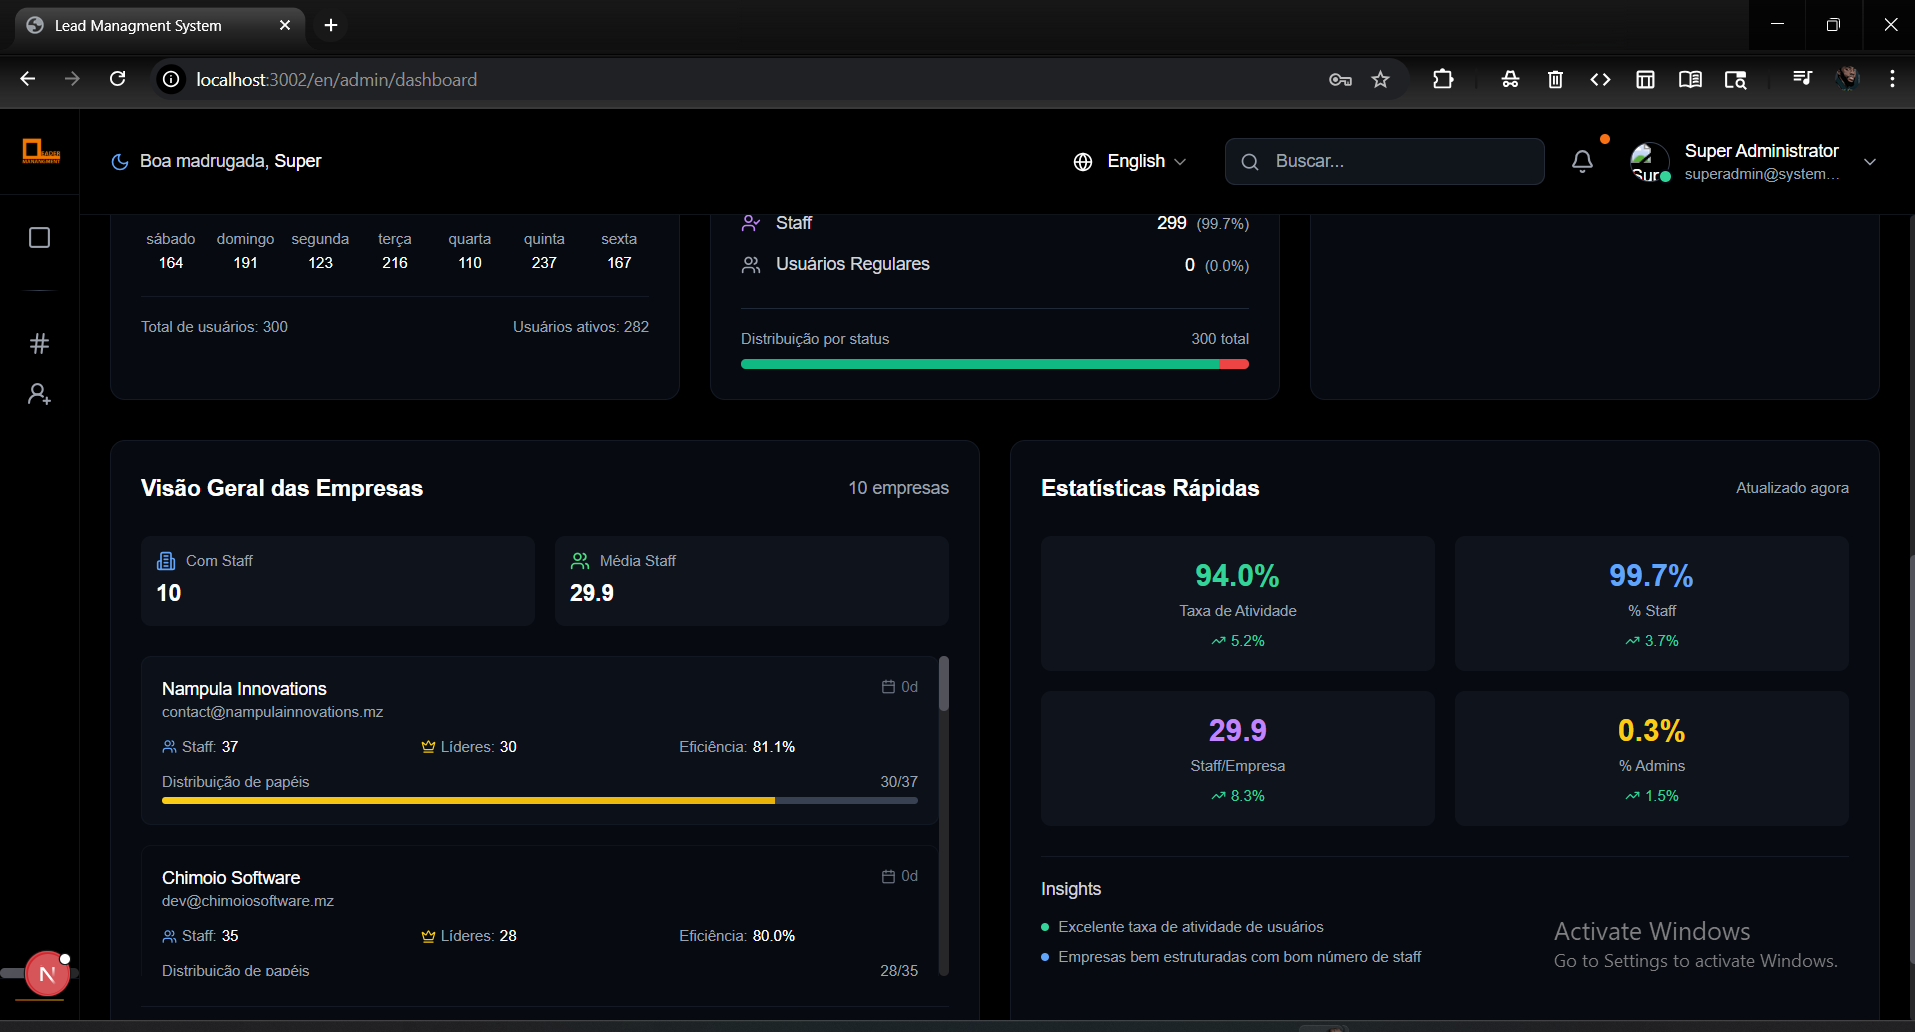 Lead Managment System
localhost:3002/en/admin/dashboard
LEADER
MANANGMENT
Boa madrugada, Super
English
Buscar...
Super Administrator
superadmin@system...
sábado domingo segunda terça quarta quinta sexta
164 191 123 216 110 237 167
Total de usuários: 300 Usuários ativos: 282
Staff 299 (99.7%)
Usuários Regulares 0 (0.0%)
Distribuição por status 300 total
Visão Geral das Empresas 10 empresas
Com Staff
10
Média Staff
29.9
Nampula Innovations 0d
contact@nampulainnovations.mz
Staff: 37 Líderes: 30 Eficiência: 81.1%
Distribuição de papéis 30/37
Chimoio Software 0d
dev@chimoiosoftware.mz
Staff: 35 Líderes: 28 Eficiência: 80.0%
Distribuição de papéis 28/35
Estatísticas Rápidas Atualizado agora
94.0%
Taxa de Atividade
5.2%
99.7%
% Staff
3.7%
29.9
Staff/Empresa
8.3%
0.3%
% Admins
1.5%
Insights
Excelente taxa de atividade de usuários
Empresas bem estruturadas com bom número de staff
Activate Windows
Go to Settings to activate Windows.
N